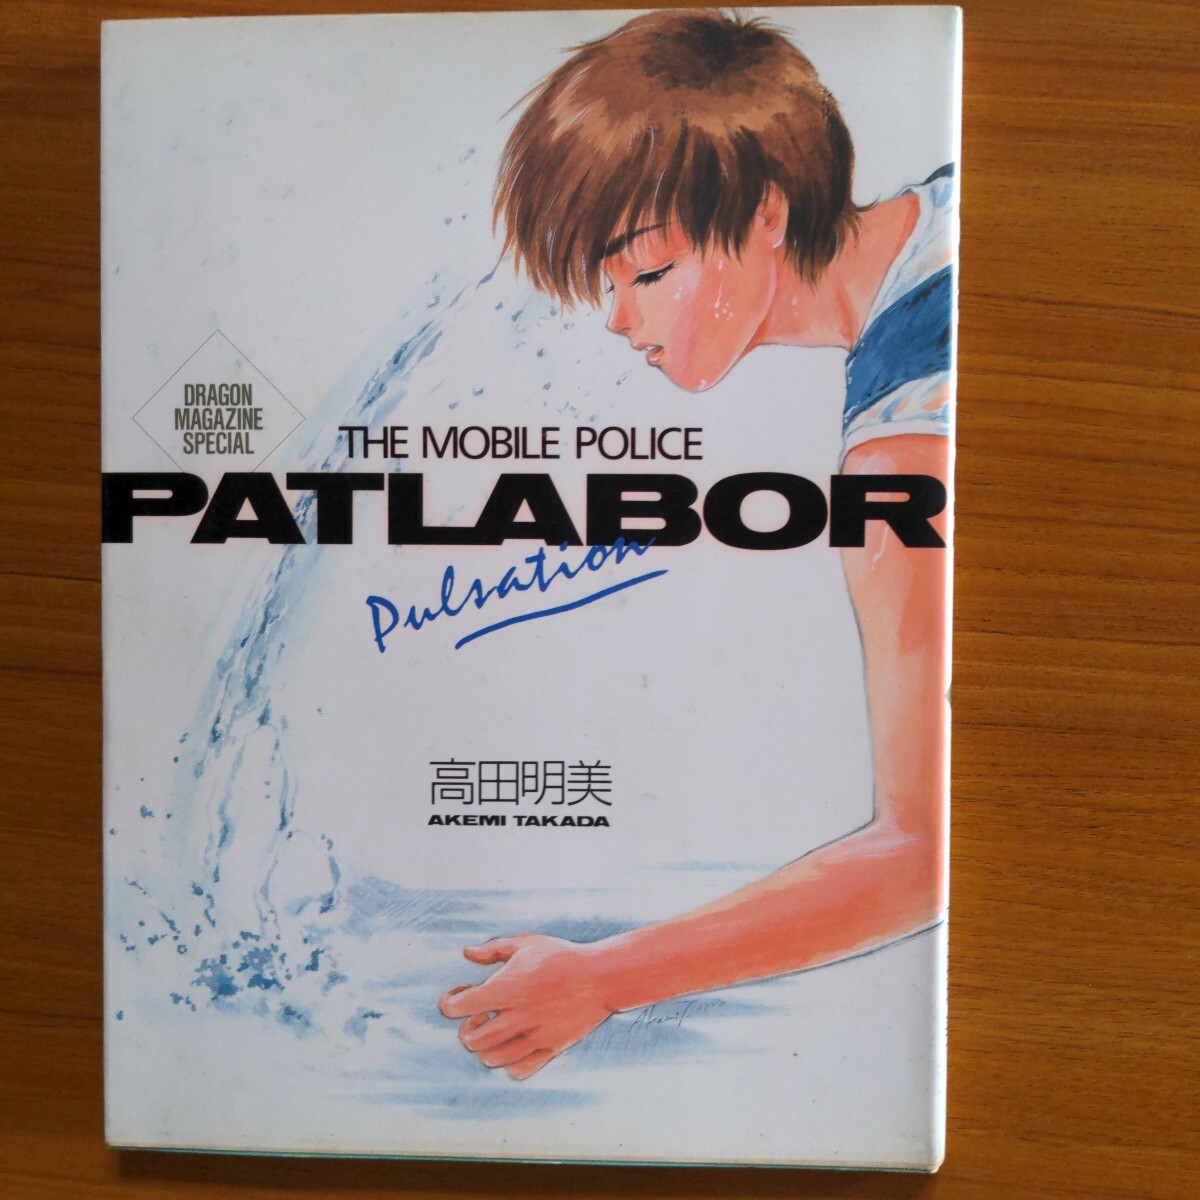 DRAGON
MAGAZINE
SPECIAL
THE MOBILE POLICE
PATLABOR
Pulsation
高田明美
AKEMI TAKADA